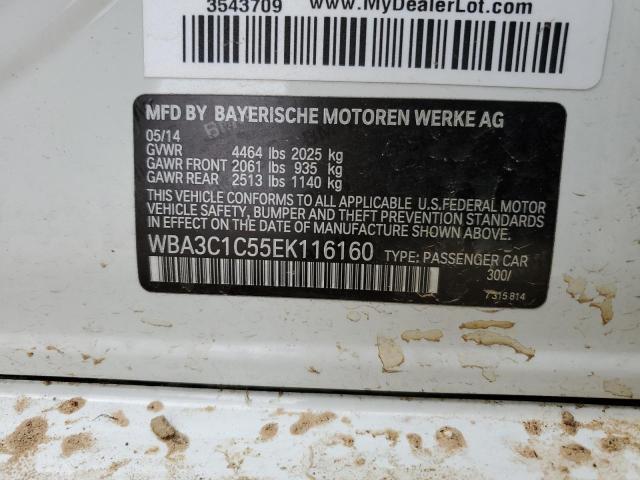 3543709 www.MyDealerLot.com
MFD BY BAYERISCHE MOTOREN WERKE AG
05/14
GVWR 4464 lbs 2025 kg
GAWR FRONT 2061 lbs 935 kg
GAWR REAR 2513 lbs 1140 kg
THIS VEHICLE CONFORMS TO ALL APPLICABLE U.S.FEDERAL MOTOR
VEHICLE SAFETY, BUMPER, AND THEFT PREVENTION STANDARDS
IN EFFECT ON THE DATE OF MANUFACTURE SHOWN ABOVE.
WBA3C1C55EK116160 TYPE: PASSENGER CAR
300/
7 315 814